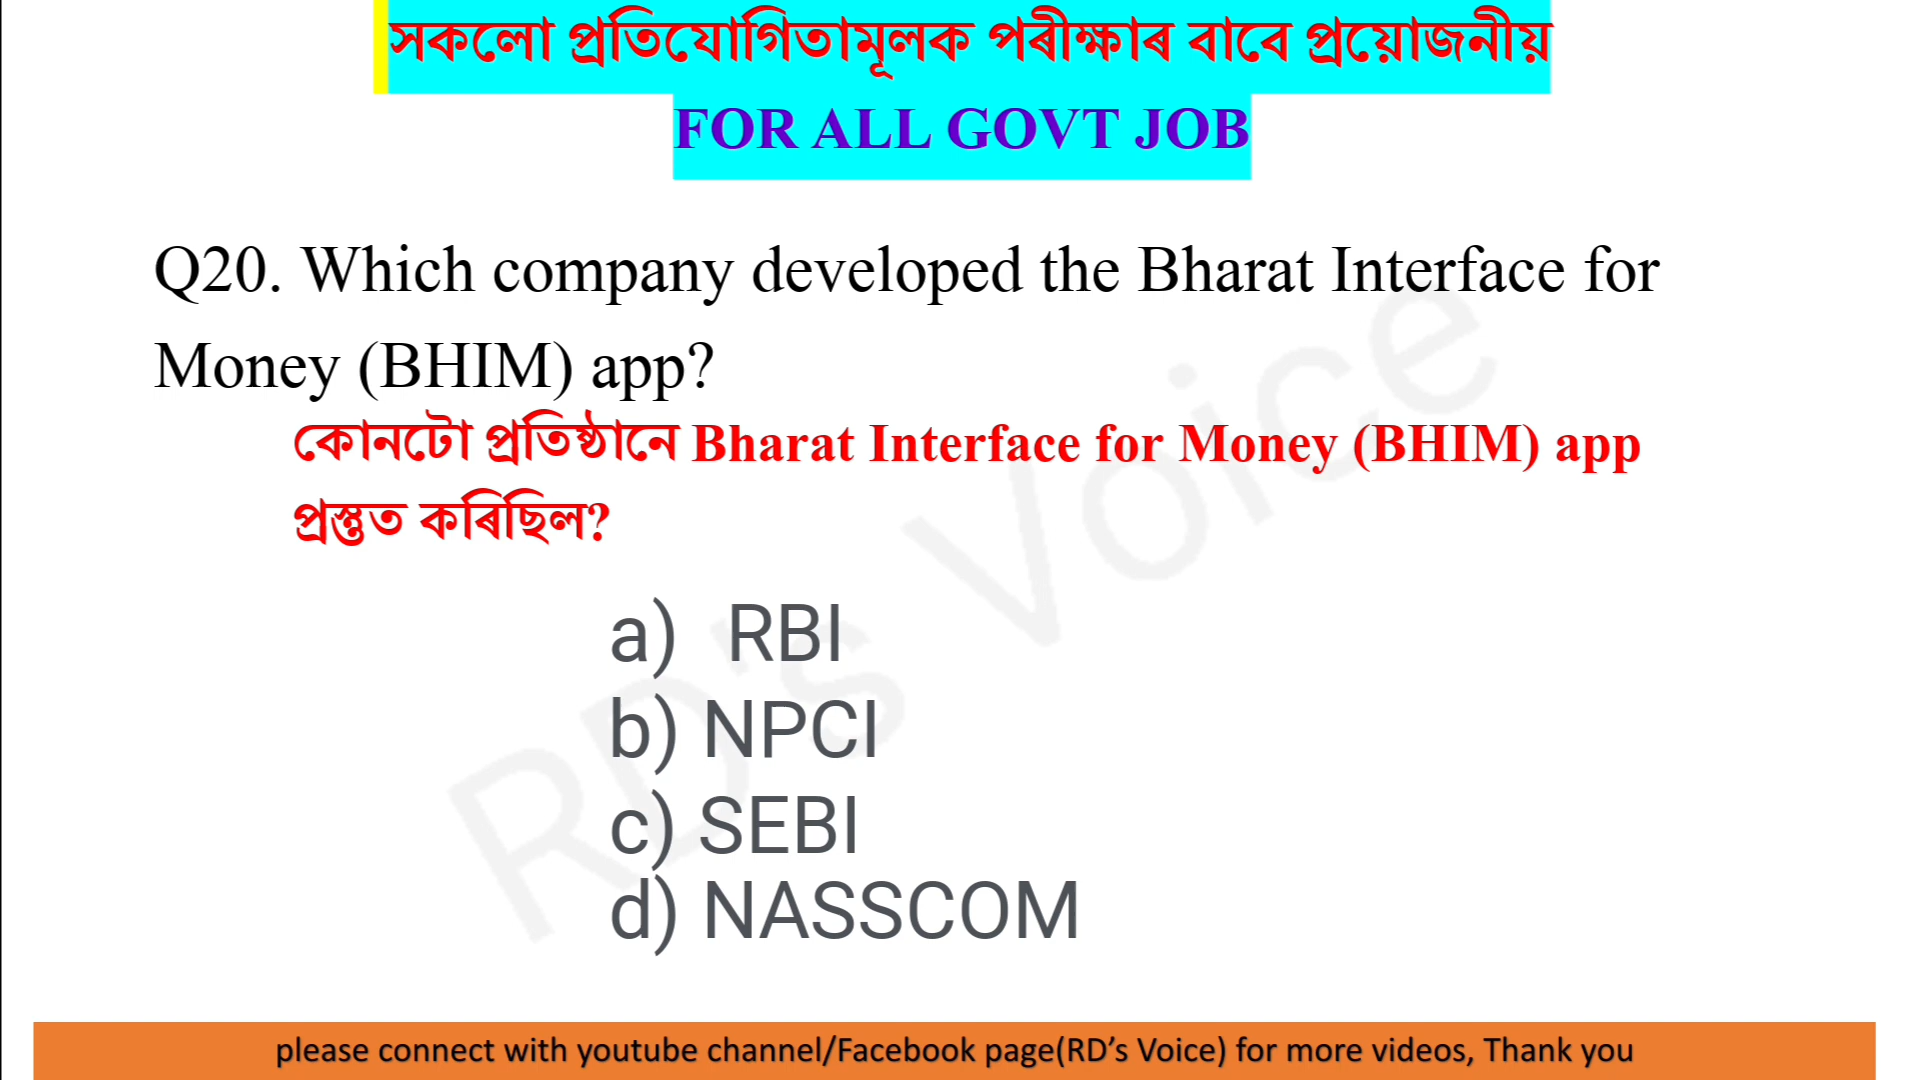 সকলো প্ৰতিযোগিতামূলক পৰীক্ষাৰ বাবে প্ৰয়োজনীয়
FOR ALL GOVT JOB
Q20. Which company developed the Bharat Interface for
Money (BHIM) app?
কোনটো প্ৰতিষ্ঠানে Bharat Interface for Money (BHIM) app
প্ৰস্তুত কৰিছিল?
a) RBI
b) NPCI
c) SEBI
d) NASSCOM
RD's Voice
please connect with youtube channel/Facebook page(RD’s Voice) for more videos, Thank you